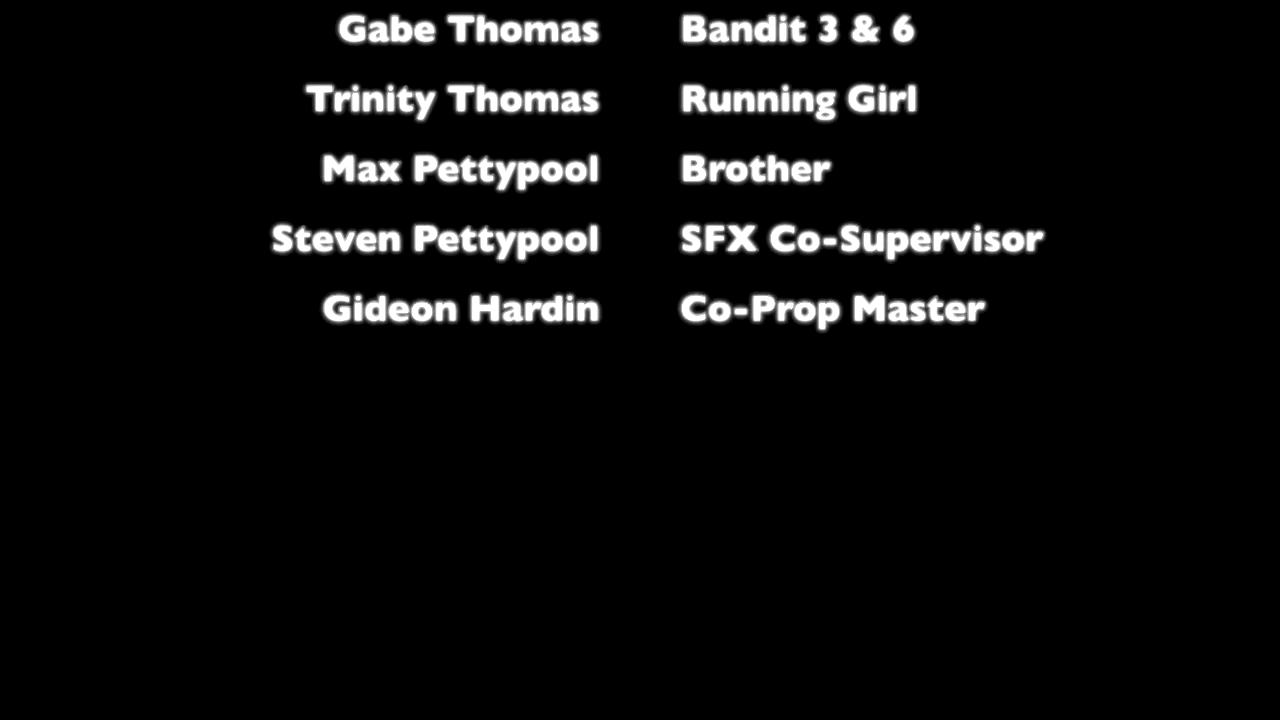 Gabe Thomas Bandit 3 & 6
Trinity Thomas Running Girl
Max Pettypool Brother
Steven Pettypool SFX Co-Supervisor
Gideon Hardin Co-Prop Master